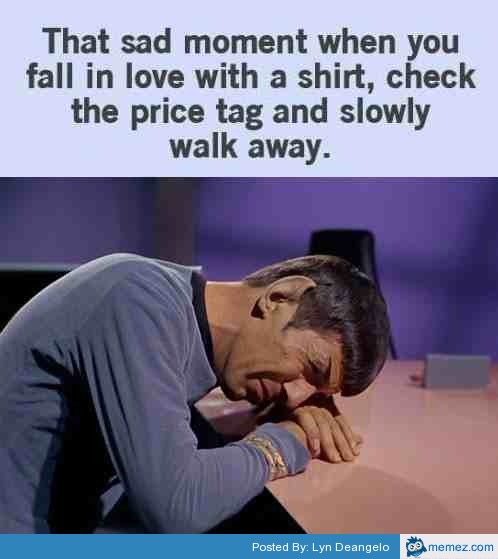 That sad moment when you
fall in love with a shirt, check
the price tag and slowly
walk away.
Posted By: Lyn Deangelo memez.com